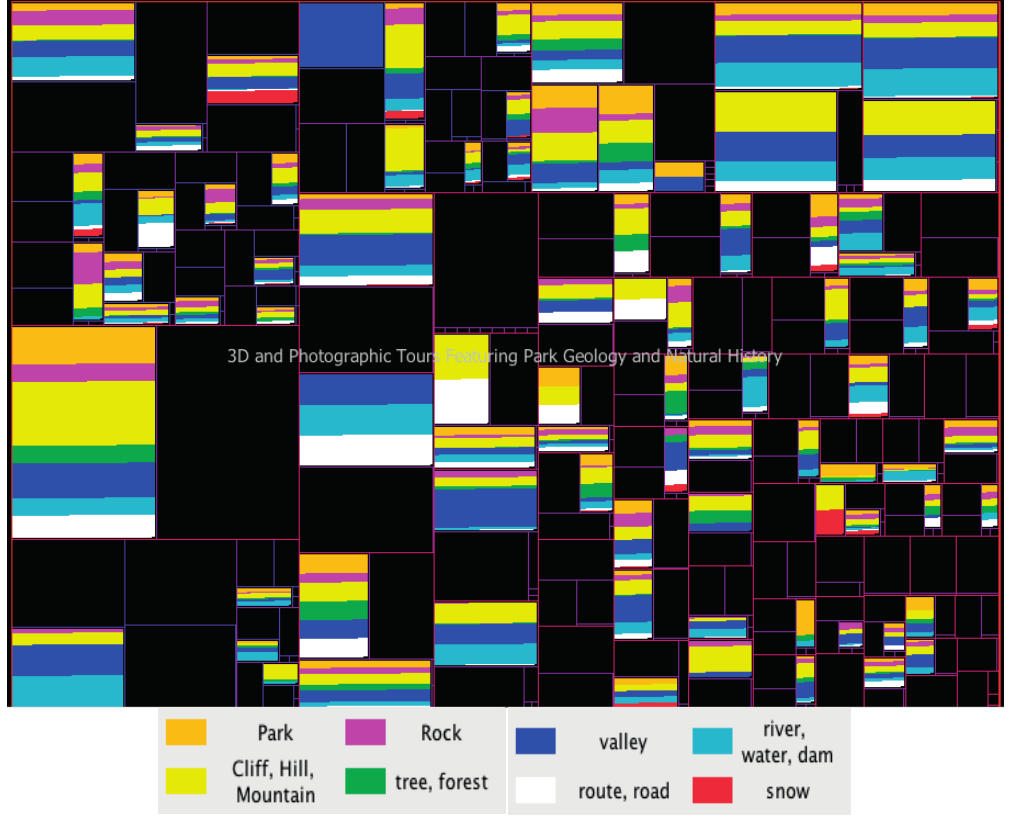 3D and Photographic Tours Featuring Park Geology and Natural History
Park
Rock
Cliff, Hill,
Mountain
tree, forest
valley
river,
water, dam
route, road
snow